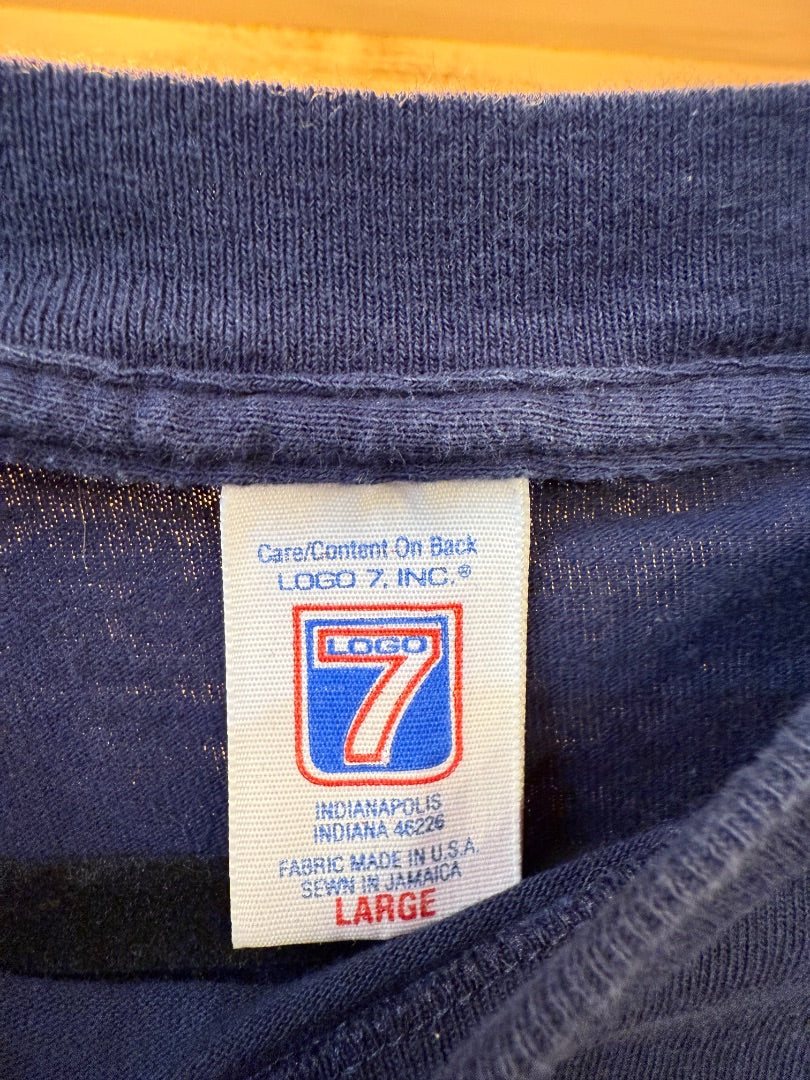 Care/Content On Back
LOGO 7, INC.®
LOGO
7
INDIANAPOLIS
INDIANA 46226
FABRIC MADE IN U.S.A.
SEWN IN JAMAICA
LARGE